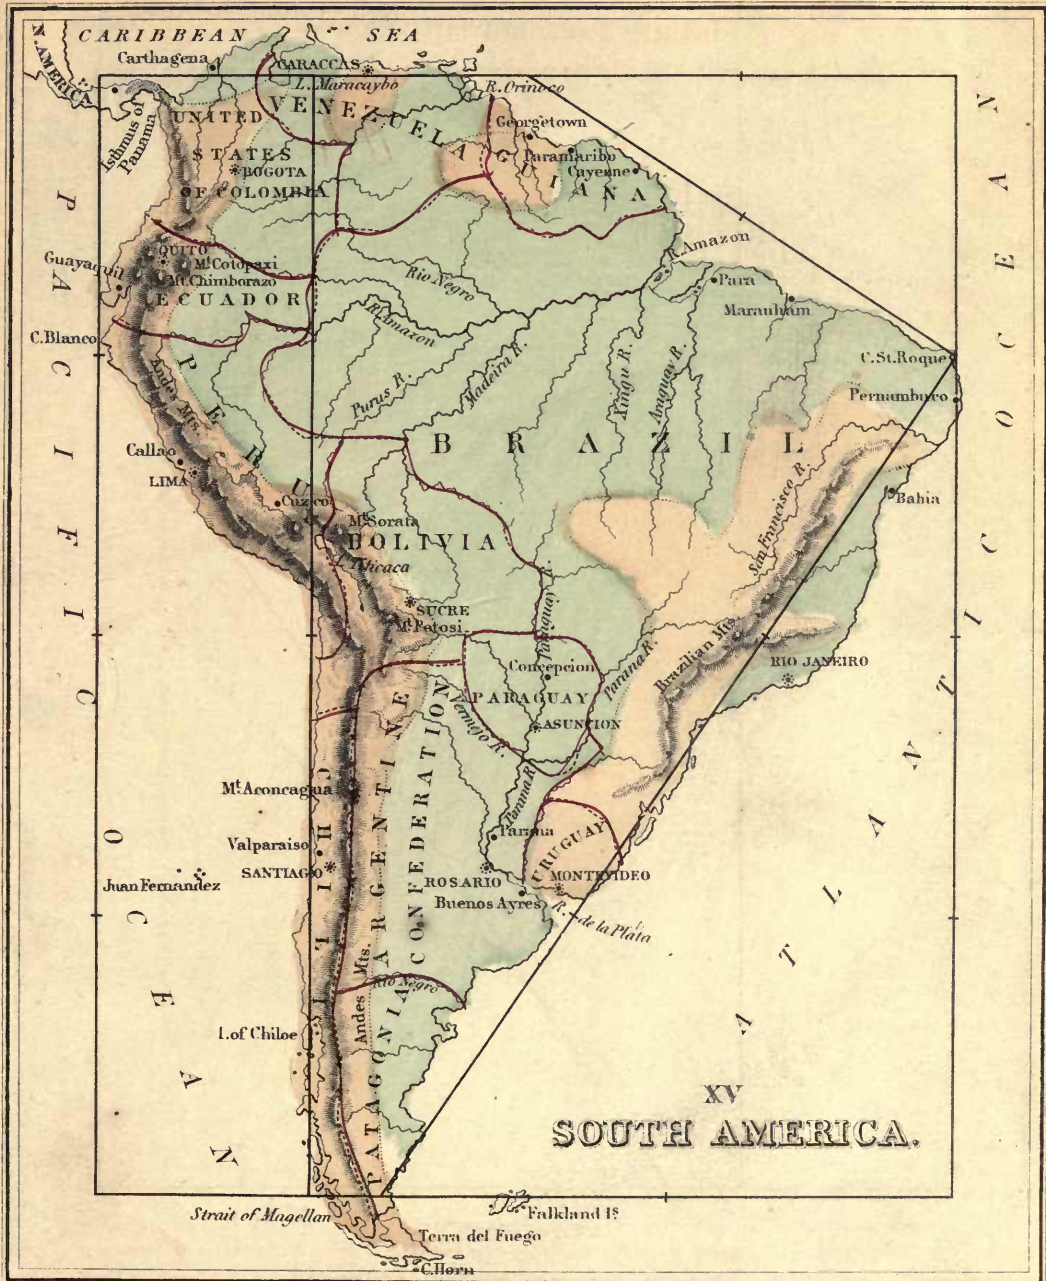 CARIBBEAN SEA
N. AMERICA
Carthagena
CARACCAS
L. Maracaybo
R. Orinoco
Isthmus of
Panama
UNITED
STATES
OF COLOMBIA
BOGOTA
VENEZUELA
Georgetown
Paramaribo
Cayenne
GUIANA
QUITO
Guayaquil
Mt. Cotopaxi
Mt. Chimborazo
ECUADOR
Rio Negro
R. Amazon
R. Amazon
Para
Maranham
C. Blanco
C. St. Roque
Pernambuco
Andes Mts.
Purus R.
Madeira R.
Xingu R.
Araguay R.
PERU
BRAZIL
Callao
LIMA
Cuzco
San Francisco R.
Bahia
Mt. Sorata
BOLIVIA
Titicaca
SUCRE
Mt. Potosi
Paraguay R.
Concepcion
PARAGUAY
ASUNCION
Parana R.
Brazilian Mts.
RIO JANEIRO
Vermejo R.
Mt. Aconcagua
CHILI
ARGENTINE
CONFEDERATION
Parana R.
Parana
Valparaiso
SANTIAGO
Juan Fernandez
ROSARIO
Buenos Ayres
URUGUAY
MONTEVIDEO
R. de la Plata
Andes Mts.
Rio Negro
I. of Chiloe
PATAGONIA
PACIFIC OCEAN
ATLANTIC OCEAN
XV
SOUTH AMERICA.
Strait of Magellan
Falkland Is.
Terra del Fuego
C. Horn